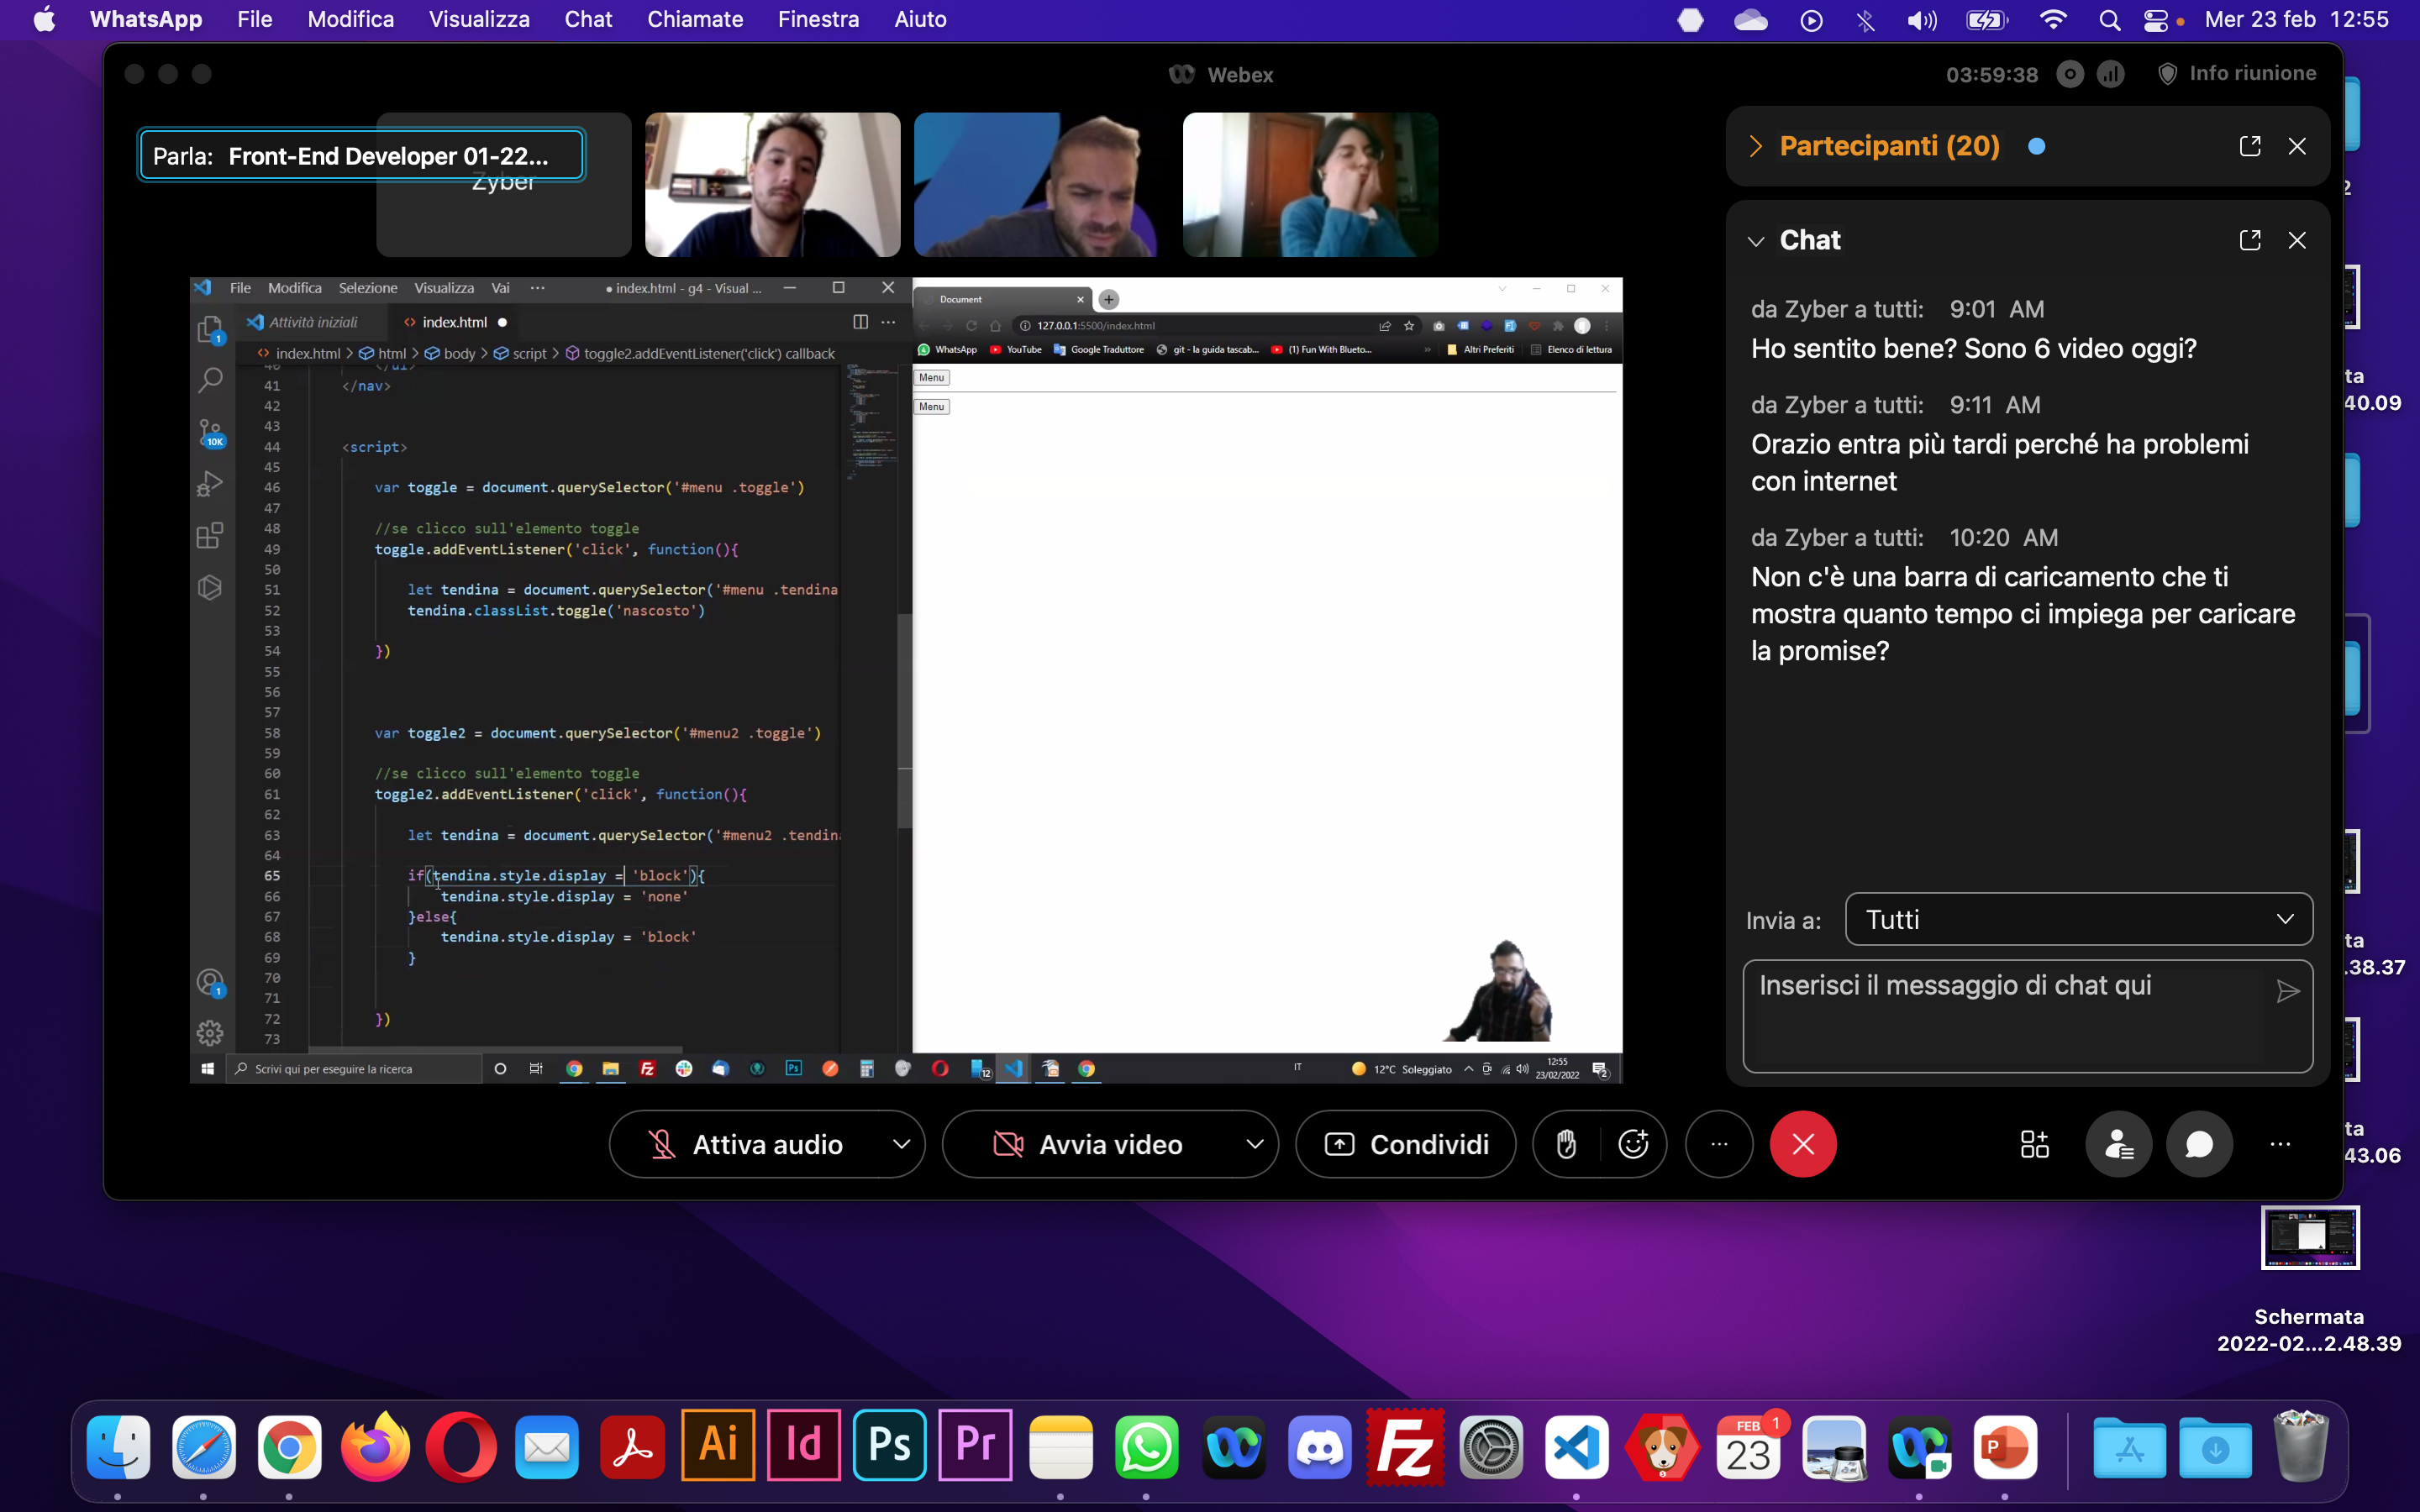 WhatsApp File Modifica Visualizza Chat Chiamate Finestra Aiuto
Mer 23 feb 12:55
Webex
03:59:38
Info riunione
Parla: Front-End Developer 01-22...
Zyber
Partecipanti (20)
Chat
da Zyber a tutti: 9:01 AM
Ho sentito bene? Sono 6 video oggi?
da Zyber a tutti: 9:11 AM
Orazio entra più tardi perché ha problemi
con internet
da Zyber a tutti: 10:20 AM
Non c'è una barra di caricamento che ti
mostra quanto tempo ci impiega per caricare
la promise?
Invia a: Tutti
Inserisci il messaggio di chat qui
File Modifica Selezione Visualizza Vai ... ● index.html - g4 - Visual ...
Attività iniziali
index.html ●
index.html > html > body > script > toggle2.addEventListener('click') callback
1
10K
1
40 </ul>
41 </nav>
42
43
44 <script>
45
46 var toggle = document.querySelector('#menu .toggle')
47
48 //se clicco sull'elemento toggle
49 toggle.addEventListener('click', function(){
50
51 let tendina = document.querySelector('#menu .tendina
52 tendina.classList.toggle('nascosto')
53
54 })
55
56
57
58 var toggle2 = document.querySelector('#menu2 .toggle')
59
60 //se clicco sull'elemento toggle
61 toggle2.addEventListener('click', function(){
62
63 let tendina = document.querySelector('#menu2 .tendina
64
65 if(tendina.style.display = 'block'){
66 tendina.style.display = 'none'
67 }else{
68 tendina.style.display = 'block'
69 }
70
71
72 })
73
Document
127.0.0.1:5500/index.html
WhatsApp YouTube Google Traduttore git - la guida tascab... (1) Fun With Blueto... » Altri Preferiti Elenco di lettura
Menu
Menu
Scrivi qui per eseguire la ricerca
Fz
Ps
12
IT
12°C Soleggiato
12:55
23/02/2022
2
Attiva audio
Avvia video
Condividi
2
ta
40.09
ta
.38.37
ta
43.06
Schermata
2022-02...2.48.39
Ai Id Ps Pr
Fz
FEB
23
1
P